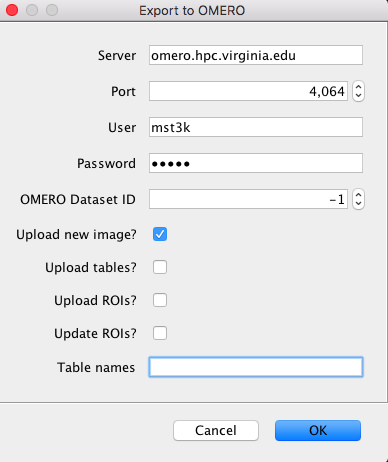 Export to OMERO
Server omero.hpc.virginia.edu
Port 4,064
User mst3k
Password •••••
OMERO Dataset ID -1
Upload new image?
Upload tables?
Upload ROIs?
Update ROIs?
Table names
Cancel OK